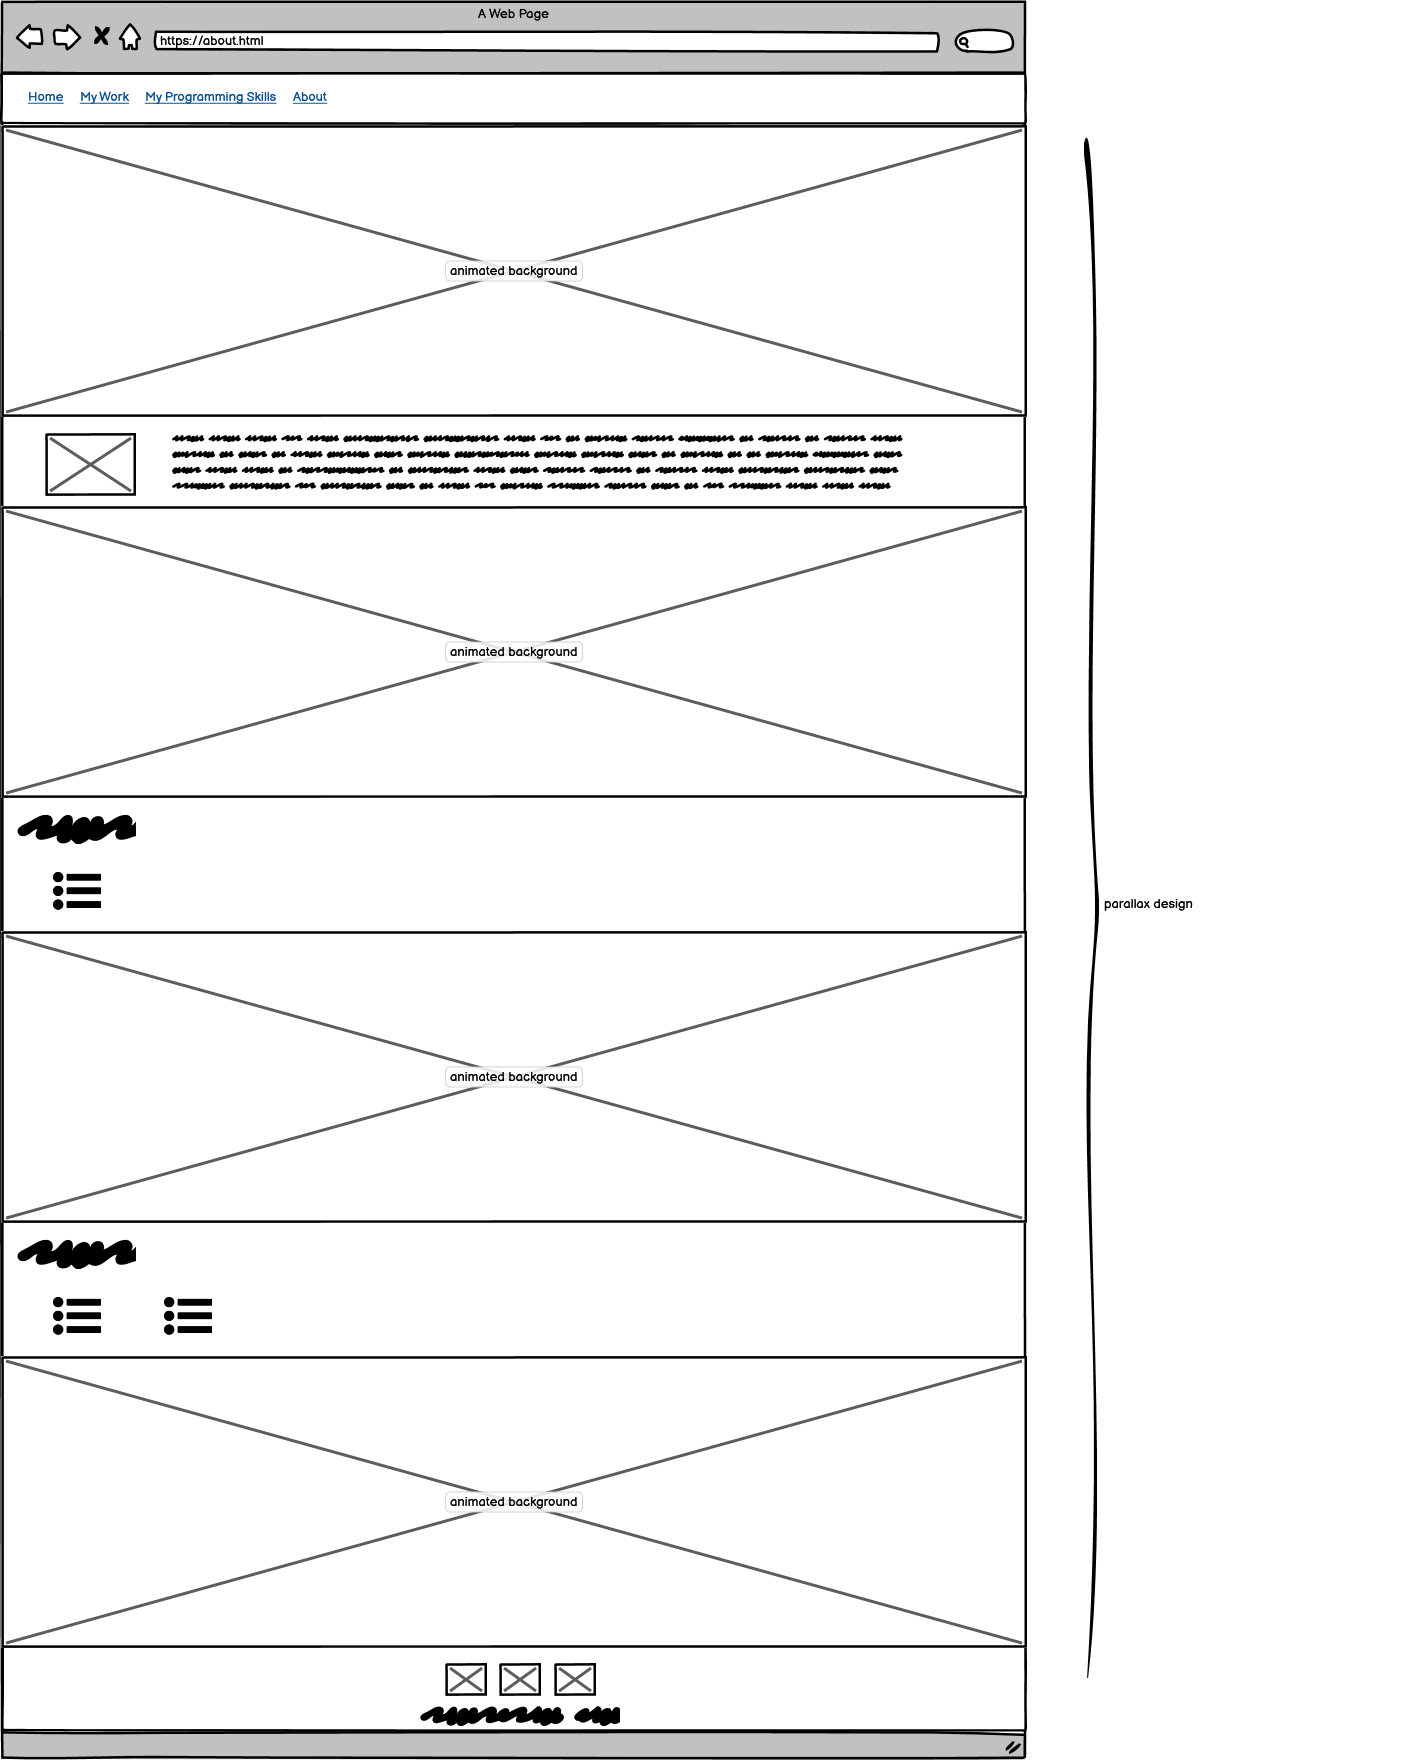 A Web Page
https://about.html
Home My Work My Programming Skills About
animated background
animated background
parallax design
animated background
animated background